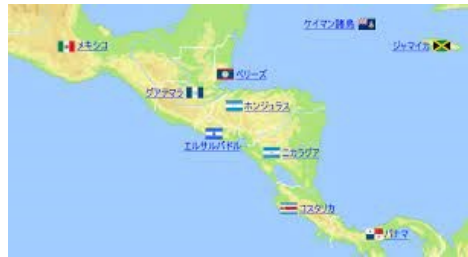 ケイマン諸島
メキシコ
ジャマイカ
ベリーズ
グアテマラ
ホンジュラス
エルサルバドル
ニカラグア
コスタリカ
パナマ